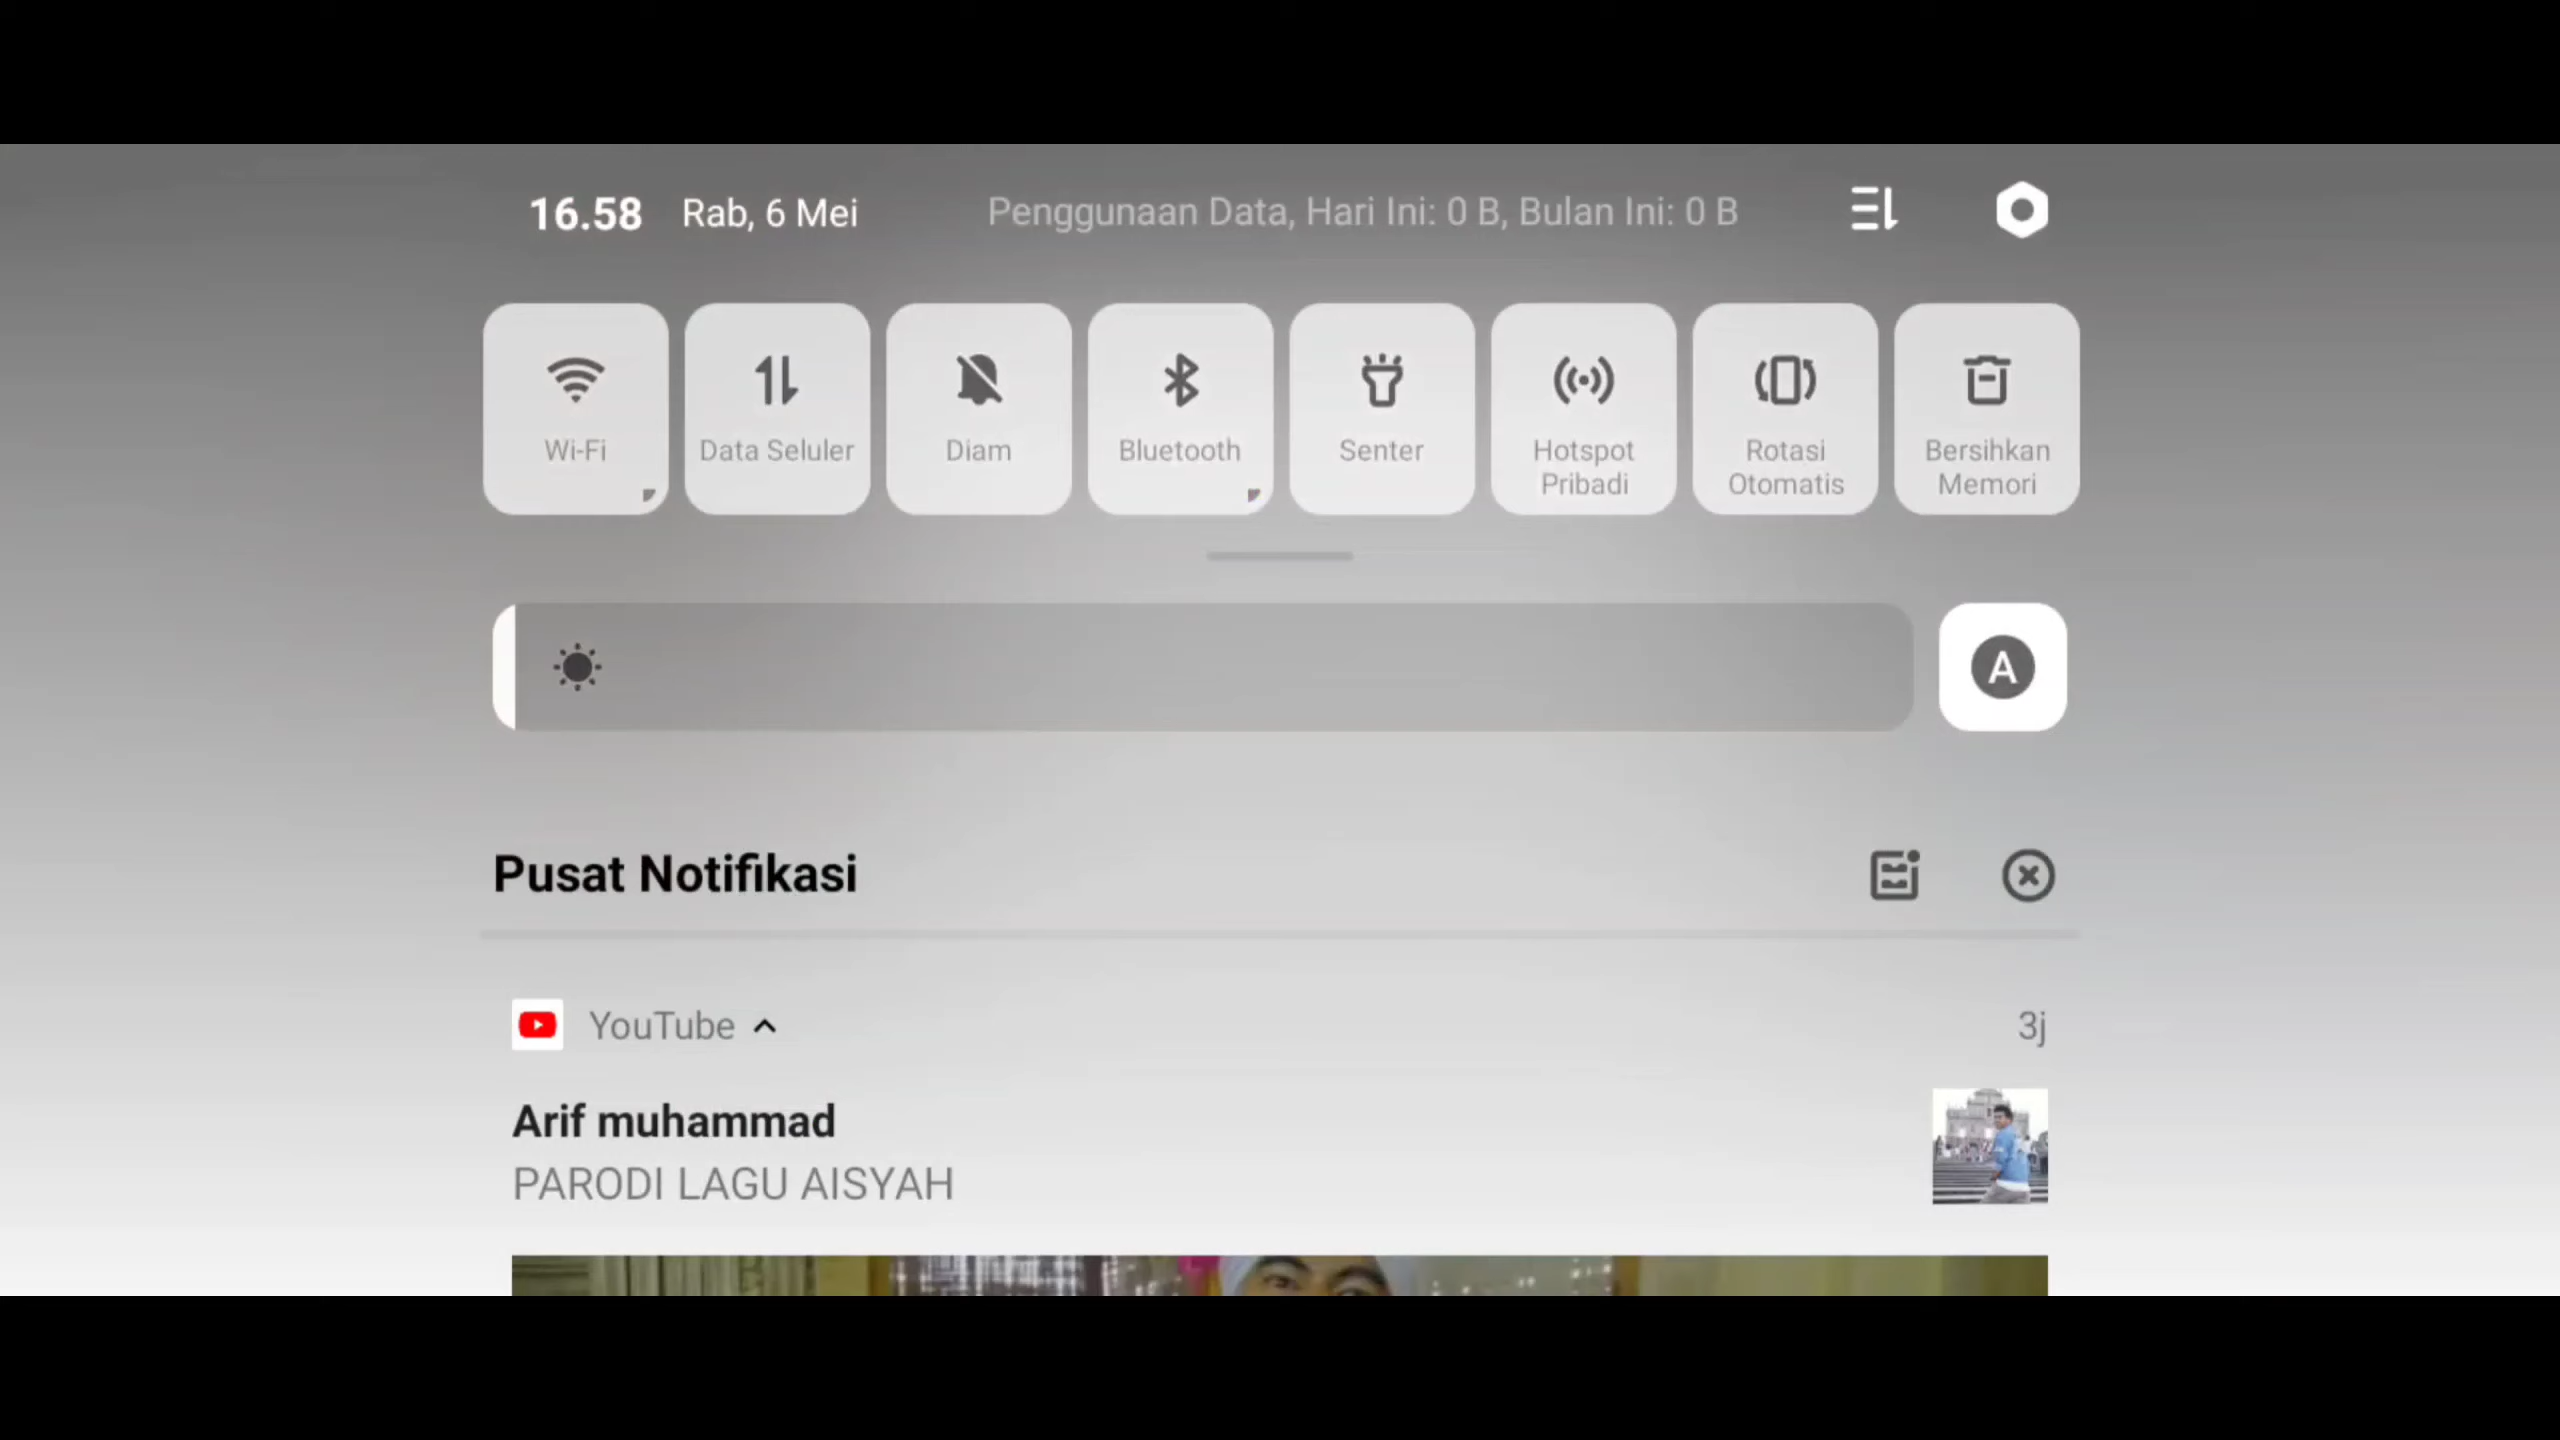 16.58 Rab, 6 Mei Penggunaan Data, Hari Ini: 0 B, Bulan Ini: 0 B
Wi-Fi Data Seluler Diam Bluetooth Senter Hotspot Pribadi Rotasi Otomatis Bersihkan Memori
A
Pusat Notifikasi
YouTube 3j
Arif muhammad
PARODI LAGU AISYAH